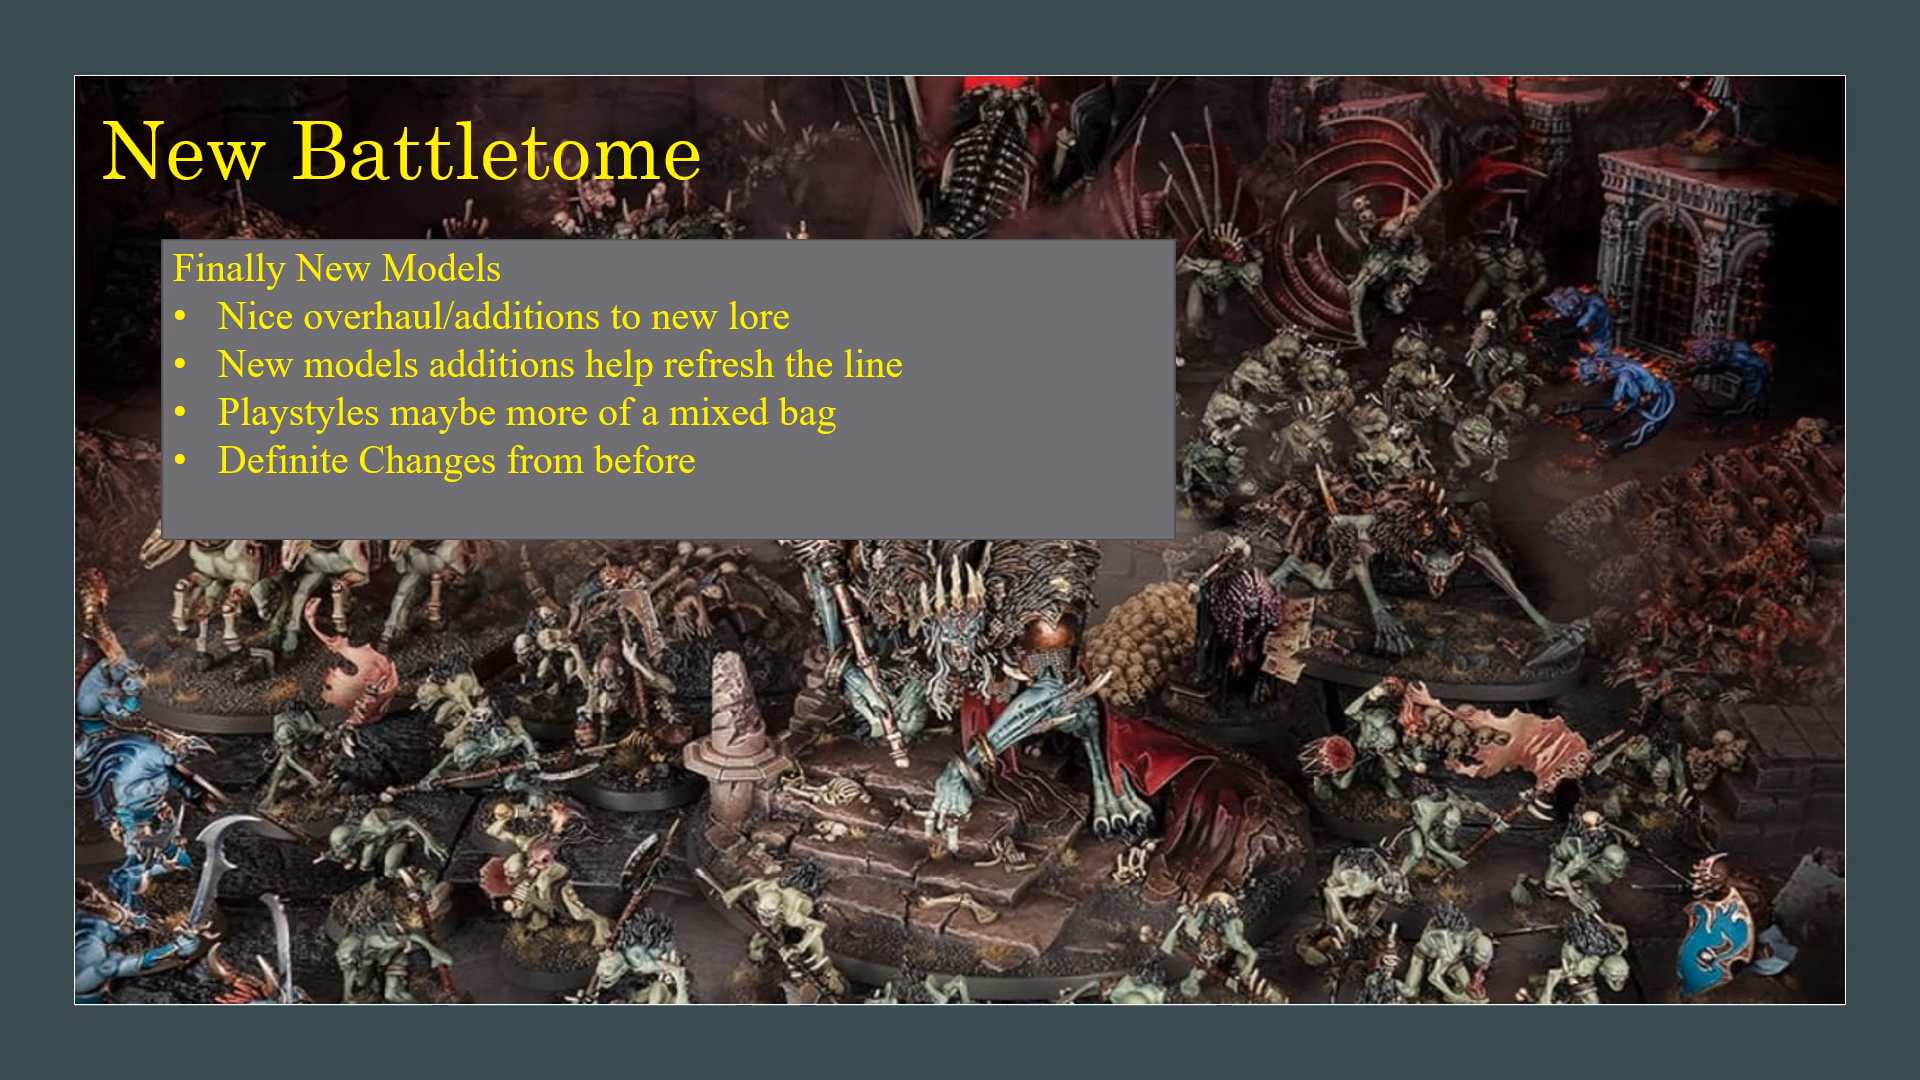 New Battletome
Finally New Models
• Nice overhaul/additions to new lore
• New models additions help refresh the line
• Playstyles maybe more of a mixed bag
• Definite Changes from before